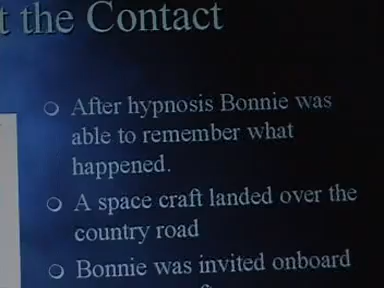 t the Contact
After hypnosis Bonnie was
able to remember what
happened.
A space craft landed over the
country road
Bonnie was invited onboard